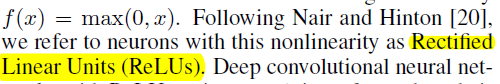 f(x) = max(0, x). Following Nair and Hinton [20],
we refer to neurons with this nonlinearity as Rectified
Linear Units (ReLUs). Deep convolutional neural net-